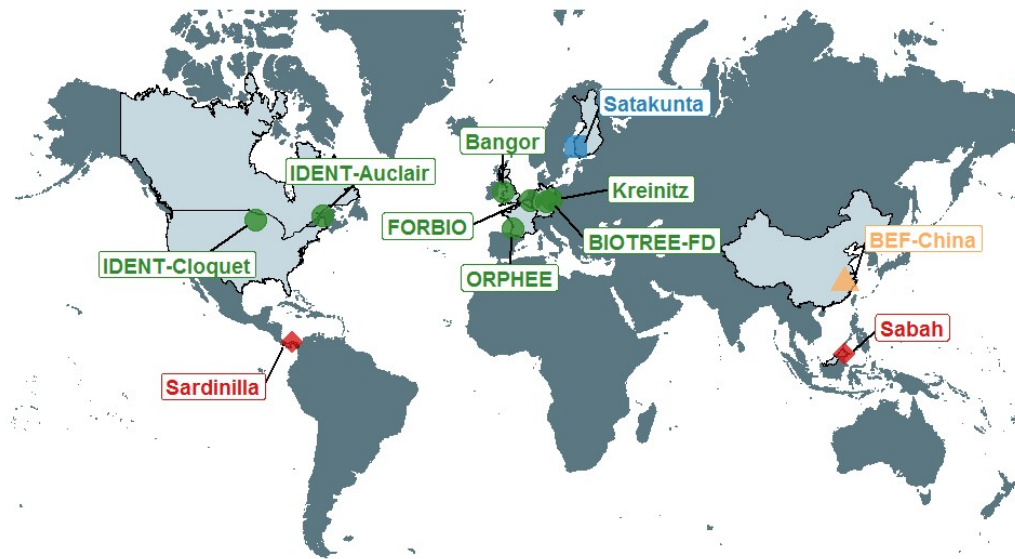 Satakunta
Bangor
IDENT-Auclair
Kreinitz
FORBIO
BIOTREE-FD
BEF-China
IDENT-Cloquet
ORPHEE
Sabah
Sardinilla